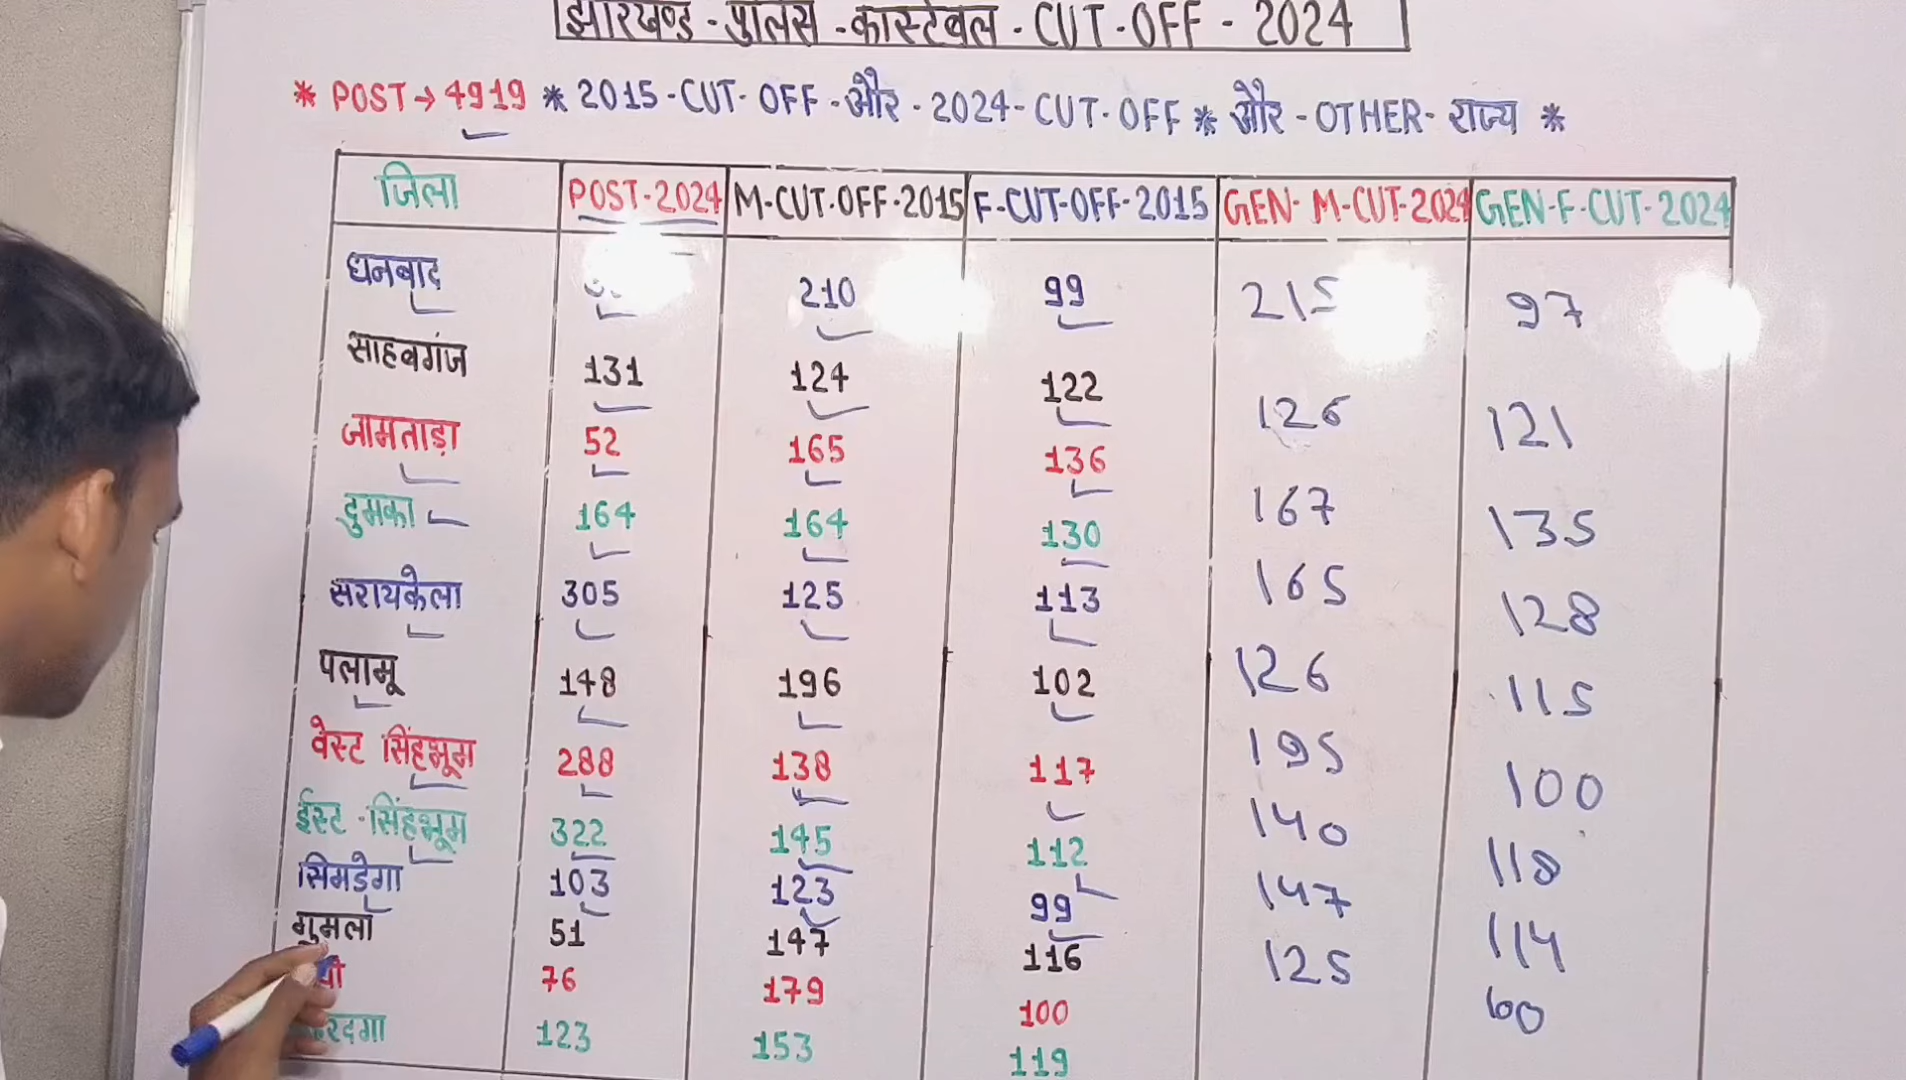 झारखण्ड - पुलिस - कांस्टेबल - CUT - OFF - 2024
* POST → 4919 * 2015 - CUT - OFF - और - 2024 - CUT - OFF * और - OTHER - राज्य *
जिला POST-2024 M-CUT-OFF-2015 F-CUT-OFF-2015 GEN-M-CUT-2024 GEN-F-CUT-2024
धनबाद 210 99 215 97
साहबगंज 131 124 122 126 121
जामताड़ा 52 165 136 167 135
दुमका 164 164 130 165 128
सरायकेला 305 125 113 126 115
पलामू 148 196 102 195 100
वेस्ट सिंहभूम 288 138 117 140 118
ईस्ट - सिंहभूम 322 145 112 147 114
सिमडेगा 103 123 99 125
गुमला 51 147 116
76 179 100
123 153 119